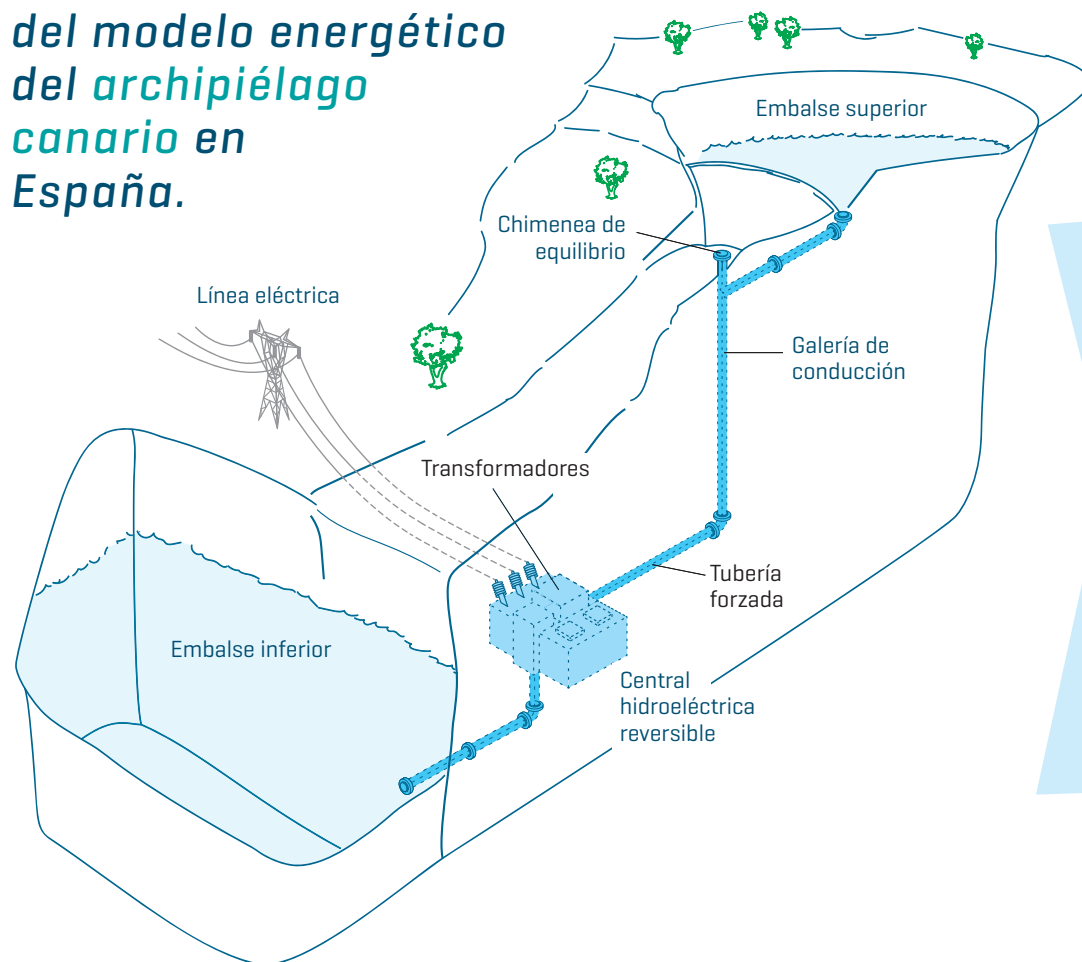 del modelo energético
del archipiélago
canario en
España.
Embalse superior
Chimenea de
equilibrio
Línea eléctrica
Galería de
conducción
Transformadores
Tubería
forzada
Embalse inferior
Central
hidroeléctrica
reversible